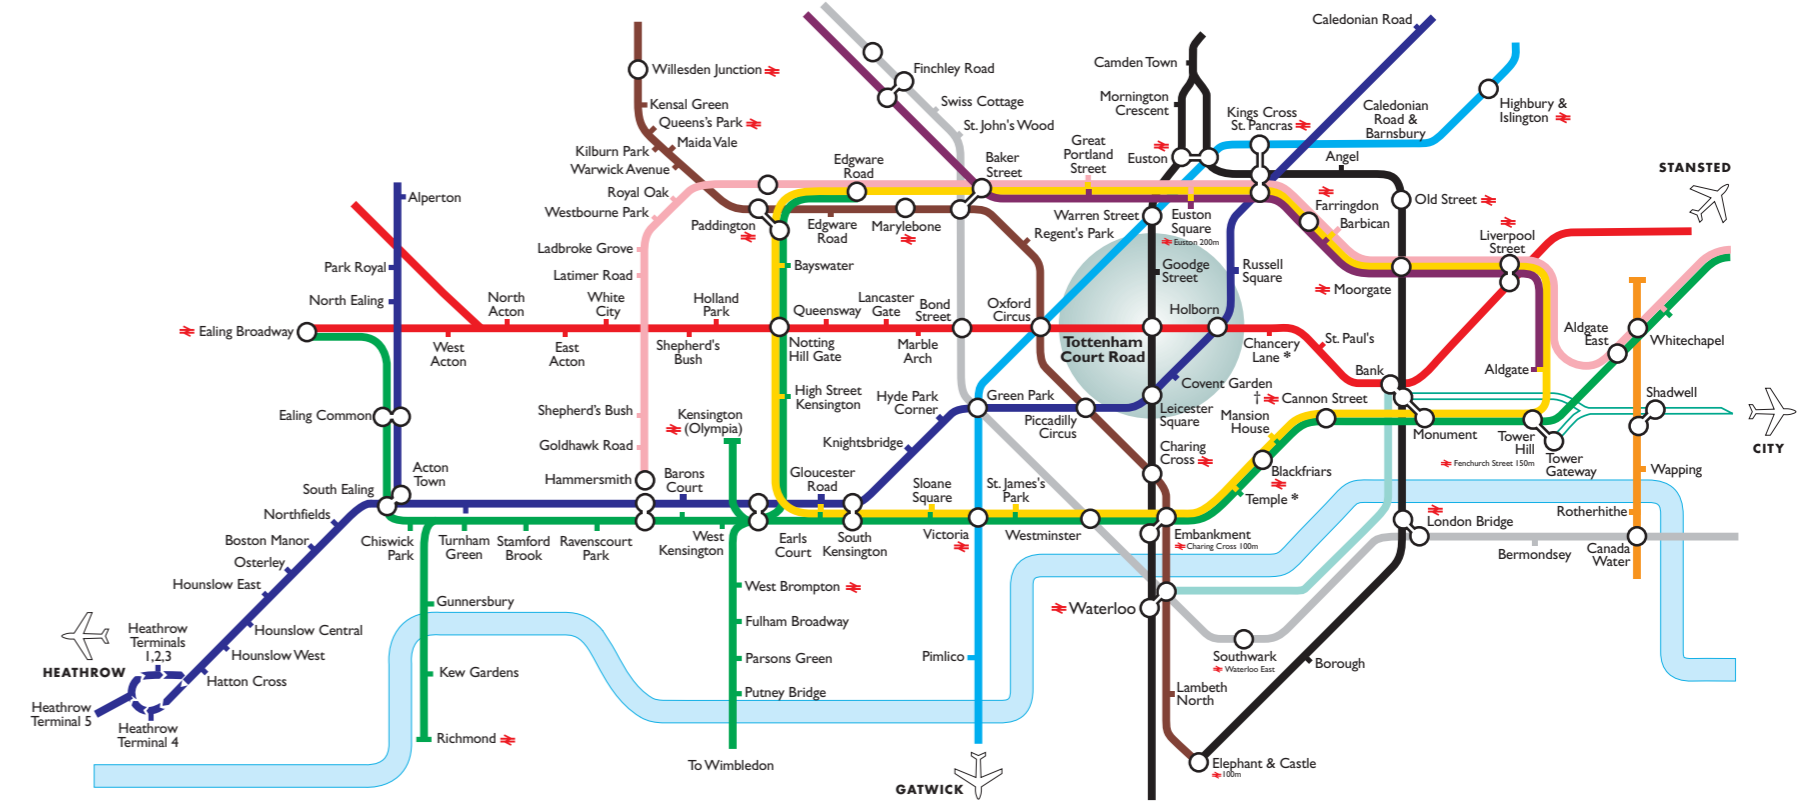 Caledonian Road
Camden Town
Willesden Junction
Finchley Road
Kensal Green
Queens's Park
Maida Vale
Kilburn Park
Warwick Avenue
Royal Oak
Westbourne Park
Swiss Cottage
St. John's Wood
Mornington
Crescent
Kings Cross
St. Pancras
Caledonian
Road &
Barnsbury
Highbury &
Islington
Euston
Angel
Great
Portland
Street
Baker
Street
Edgware
Road
STANSTED
Alperton
Paddington
Edgware
Road
Marylebone
Regent's Park
Warren Street
Euston
Square
Euston 200m
Farringdon
Barbican
Old Street
Liverpool
Street
Ladbroke Grove
Latimer Road
Bayswater
Goodge
Street
Russell
Square
Moorgate
Park Royal
North Ealing
Ealing Broadway
North
Acton
White
City
Holland
Park
Queensway
Lancaster
Gate
Bond
Street
Oxford
Circus
Holborn
West
Acton
East
Acton
Shepherd's
Bush
Notting
Hill Gate
Marble
Arch
Tottenham
Court Road
Chancery
Lane *
St. Paul's
Aldgate
East
Whitechapel
Aldgate
Bank
Shadwell
High Street
Kensington
Hyde Park
Corner
Green Park
Covent Garden
† Cannon Street
Leicester
Square
Piccadilly
Circus
Mansion
House
Monument
Tower
Hill
Tower
Gateway
Fenchurch Street 150m
CITY
Ealing Common
Shepherd's Bush
Goldhawk Road
Kensington
(Olympia)
Knightsbridge
Charing
Cross
Blackfriars
Temple *
Wapping
Acton
Town
South Ealing
Hammersmith
Barons
Court
Gloucester
Road
Sloane
Square
St. James's
Park
Northfields
Boston Manor
Osterley
Hounslow East
Chiswick
Park
Turnham
Green
Stamford
Brook
Ravenscourt
Park
West
Kensington
Earls
Court
South
Kensington
Victoria
Westminster
Embankment
Charing Cross 100m
London Bridge
Bermondsey
Rotherhithe
Canada
Water
Gunnersbury
West Brompton
Fulham Broadway
Parsons Green
Putney Bridge
Waterloo
Southwark
Waterloo East
Borough
Pimlico
Hounslow Central
Hounslow West
Hatton Cross
Heathrow
Terminals
1,2,3
HEATHROW
Heathrow
Terminal 5
Heathrow
Terminal 4
Kew Gardens
Richmond
To Wimbledon
Lambeth
North
Elephant & Castle
100m
GATWICK